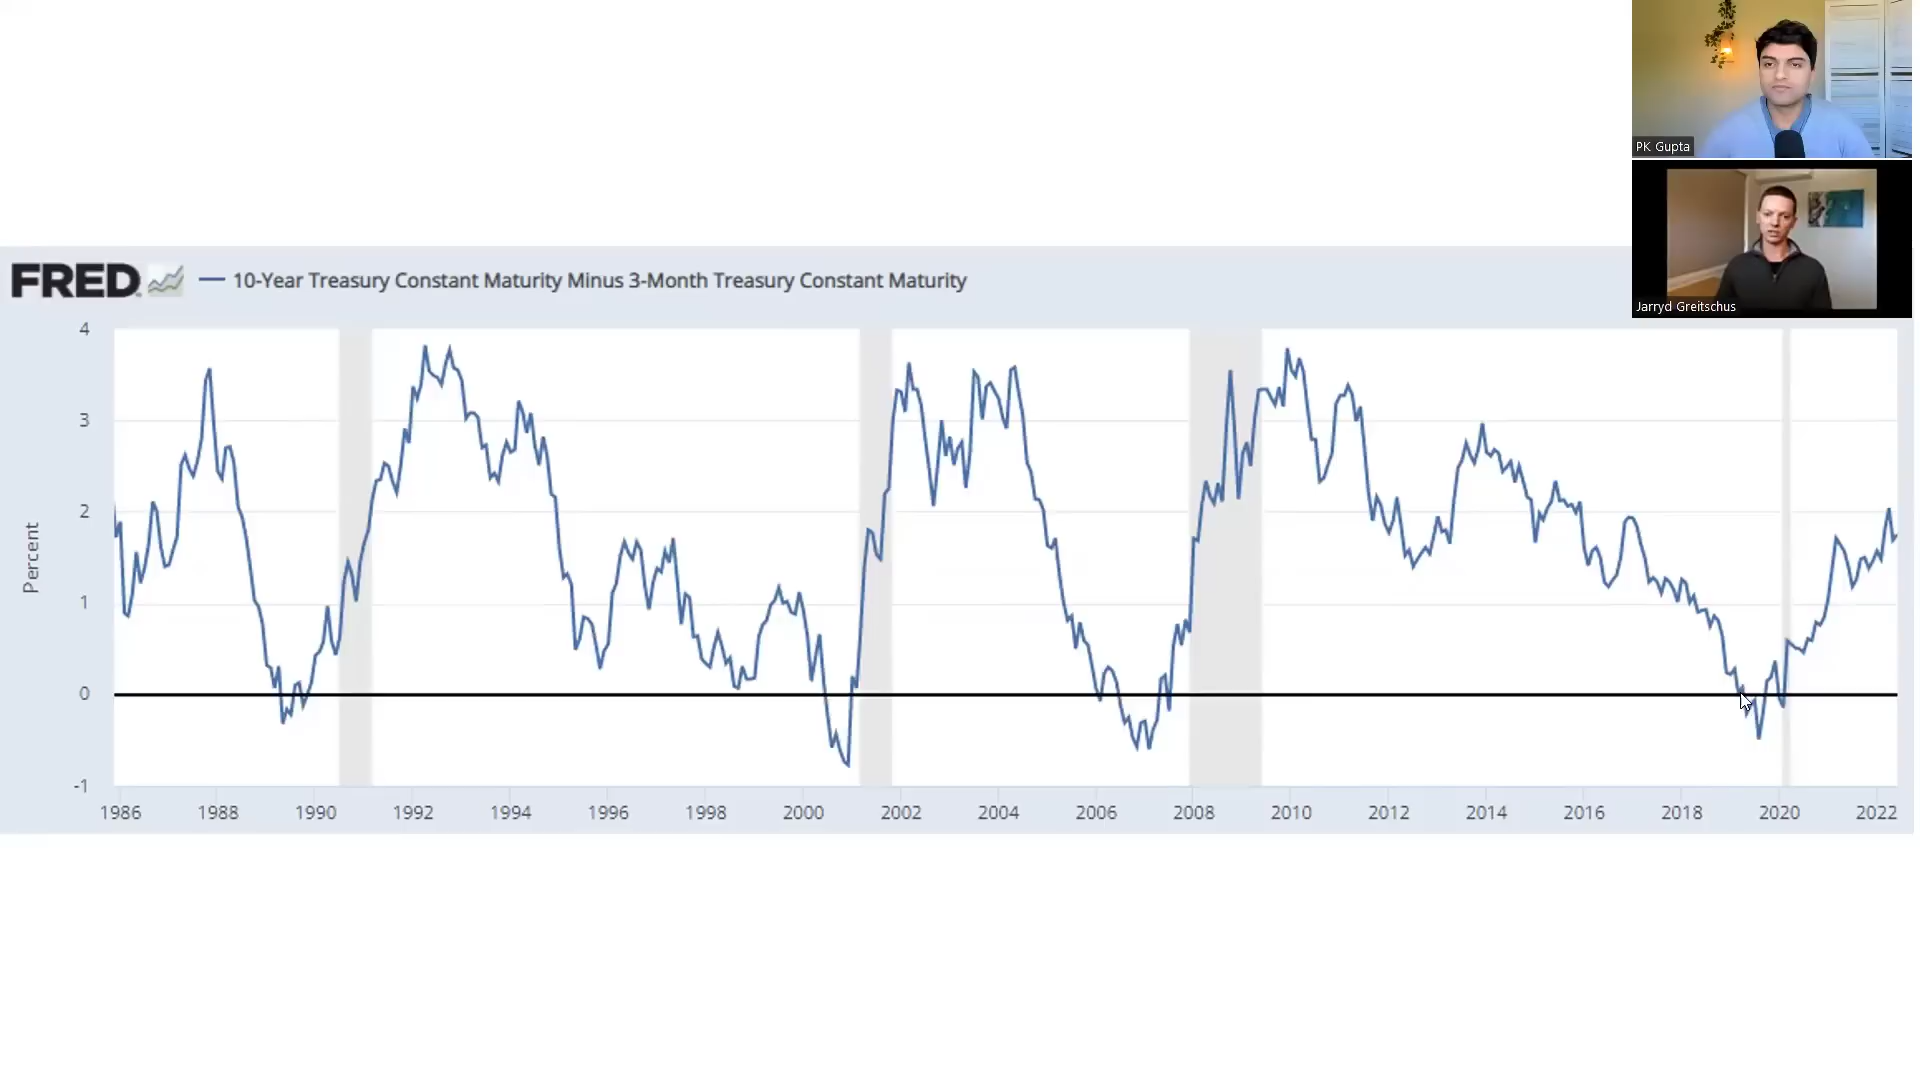 PK Gupta
Jarryd Greitschus
FRED
10-Year Treasury Constant Maturity Minus 3-Month Treasury Constant Maturity
4
3
2
1
0
-1
Percent
1986 1988 1990 1992 1994 1996 1998 2000 2002 2004 2006 2008 2010 2012 2014 2016 2018 2020 2022